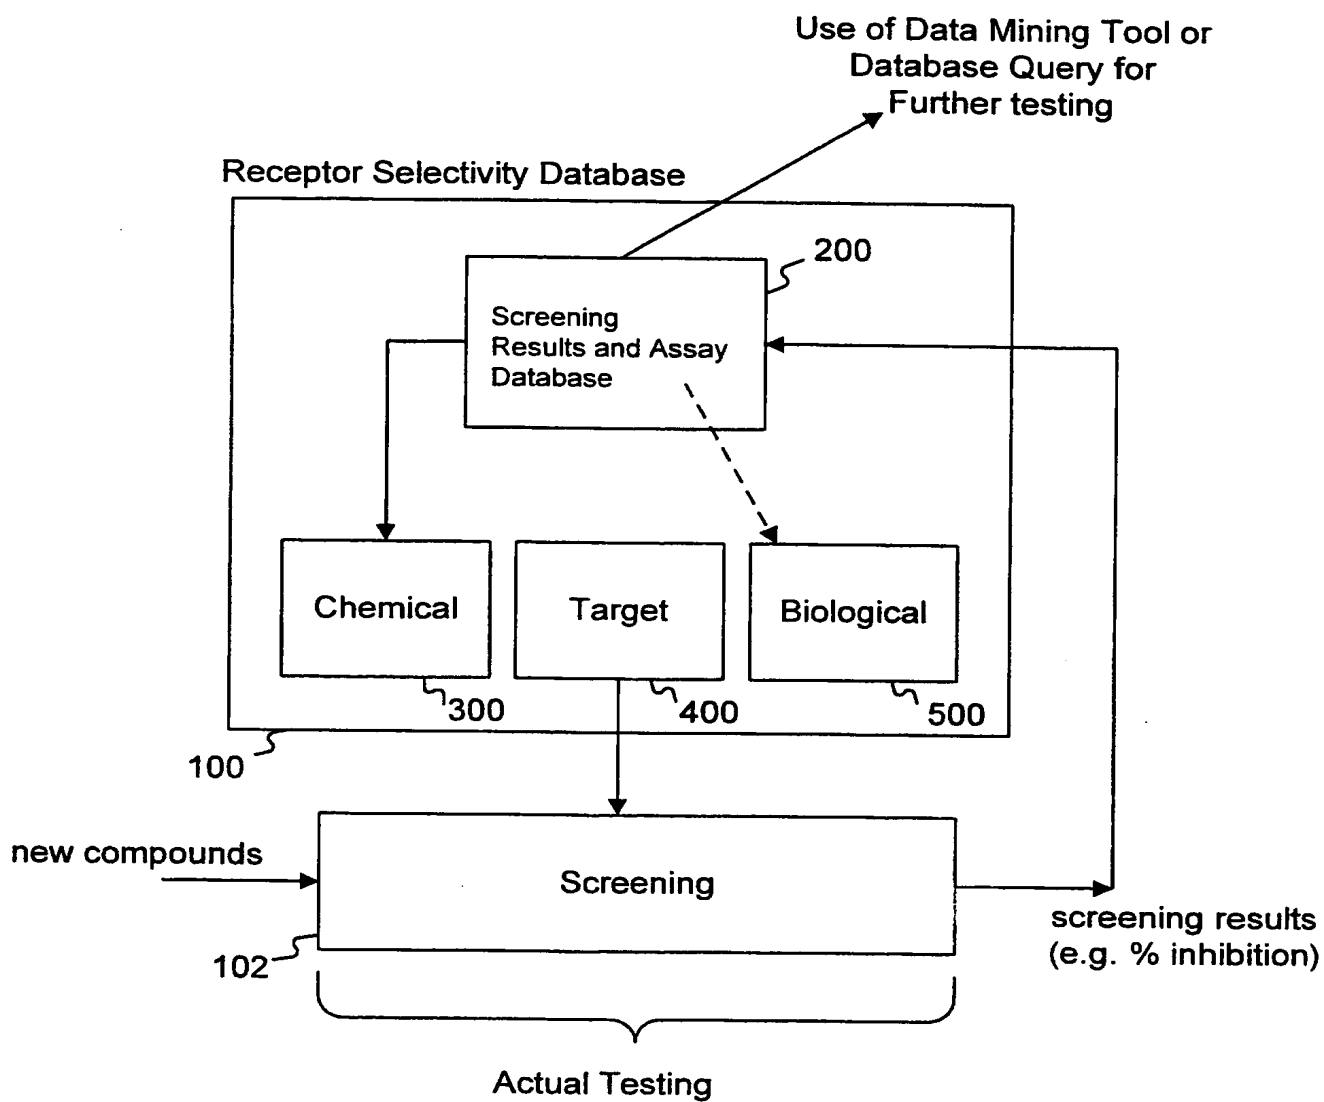 Use of Data Mining Tool or
Database Query for
Further testing
Receptor Selectivity Database
200
Screening
Results and Assay
Database
Chemical
Target
Biological
300
400
500
100
new compounds
Screening
screening results
(e.g. % inhibition)
102
Actual Testing